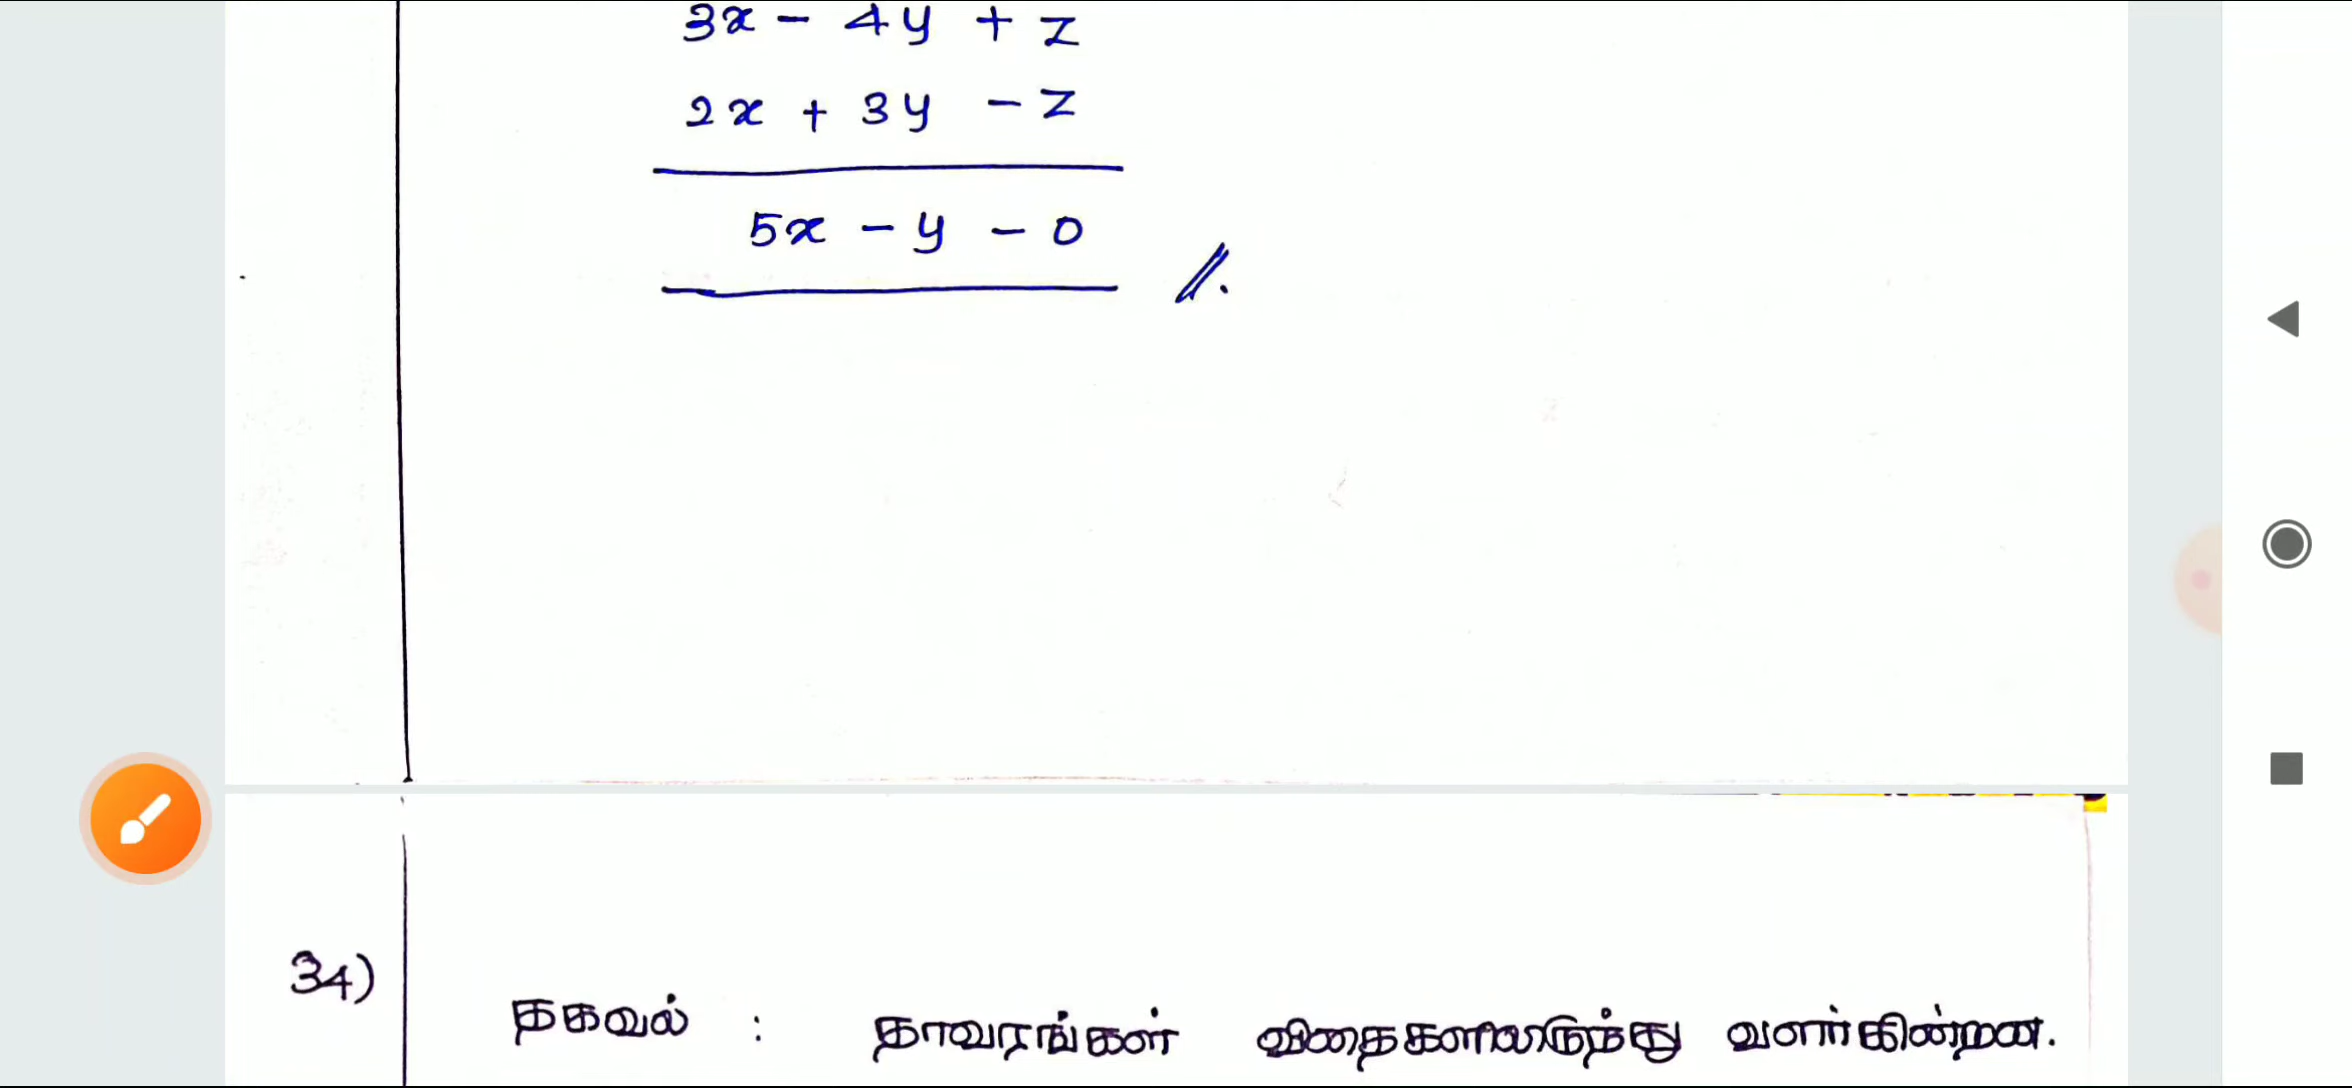 3x - 4y + z
2x + 3y - z
5x - y - 0 //.
34)
தகவல் : தாவரங்கள் விதைகளிலிருந்து வளர்கின்றன.